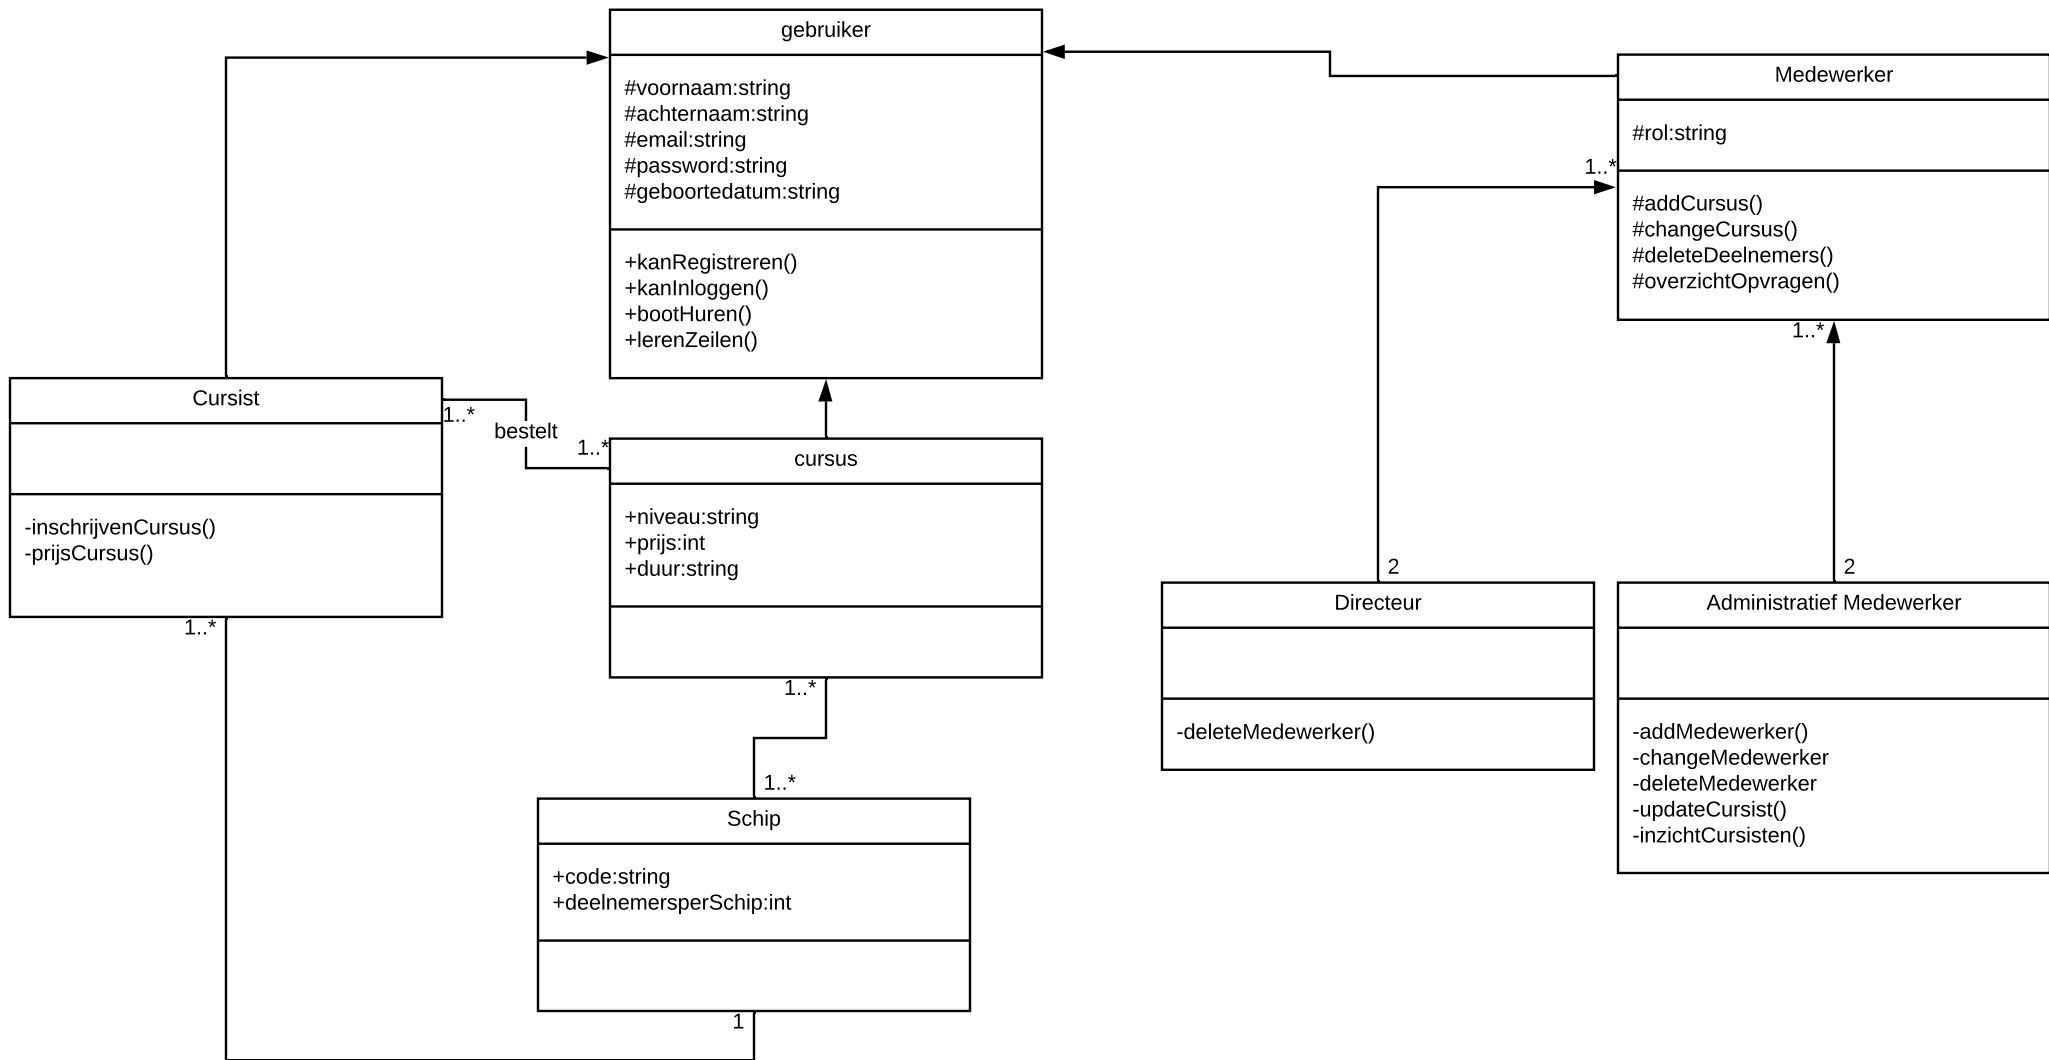 gebruiker
#voornaam:string
#achternaam:string
#email:string
#password:string
#geboortedatum:string
+kanRegistreren()
+kanInloggen()
+bootHuren()
+lerenZeilen()
Medewerker
#rol:string
1..*
#addCursus()
#changeCursus()
#deleteDeelnemers()
#overzichtOpvragen()
1..*
Cursist
1..*
bestelt
1..*
-inschrijvenCursus()
-prijsCursus()
1..*
cursus
+niveau:string
+prijs:int
+duur:string
1..*
1..*
Schip
+code:string
+deelnemersperSchip:int
1
2
Directeur
-deleteMedewerker()
2
Administratief Medewerker
-addMedewerker()
-changeMedewerker
-deleteMedewerker
-updateCursist()
-inzichtCursisten()